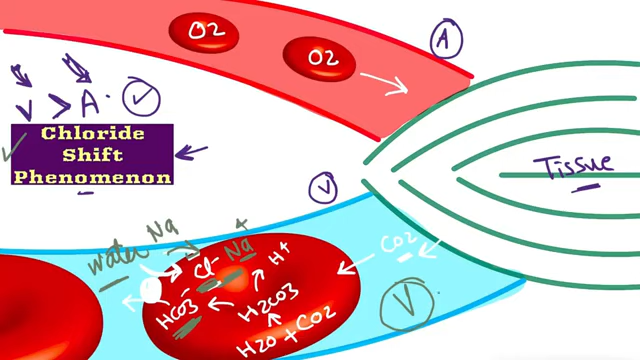 O2
O2
A
V > A
Chloride
Shift
Phenomenon
Tissue
V
water Na
Cl- Na+
H+
CO2
HCO3-
H2CO3
H2O + CO2
V